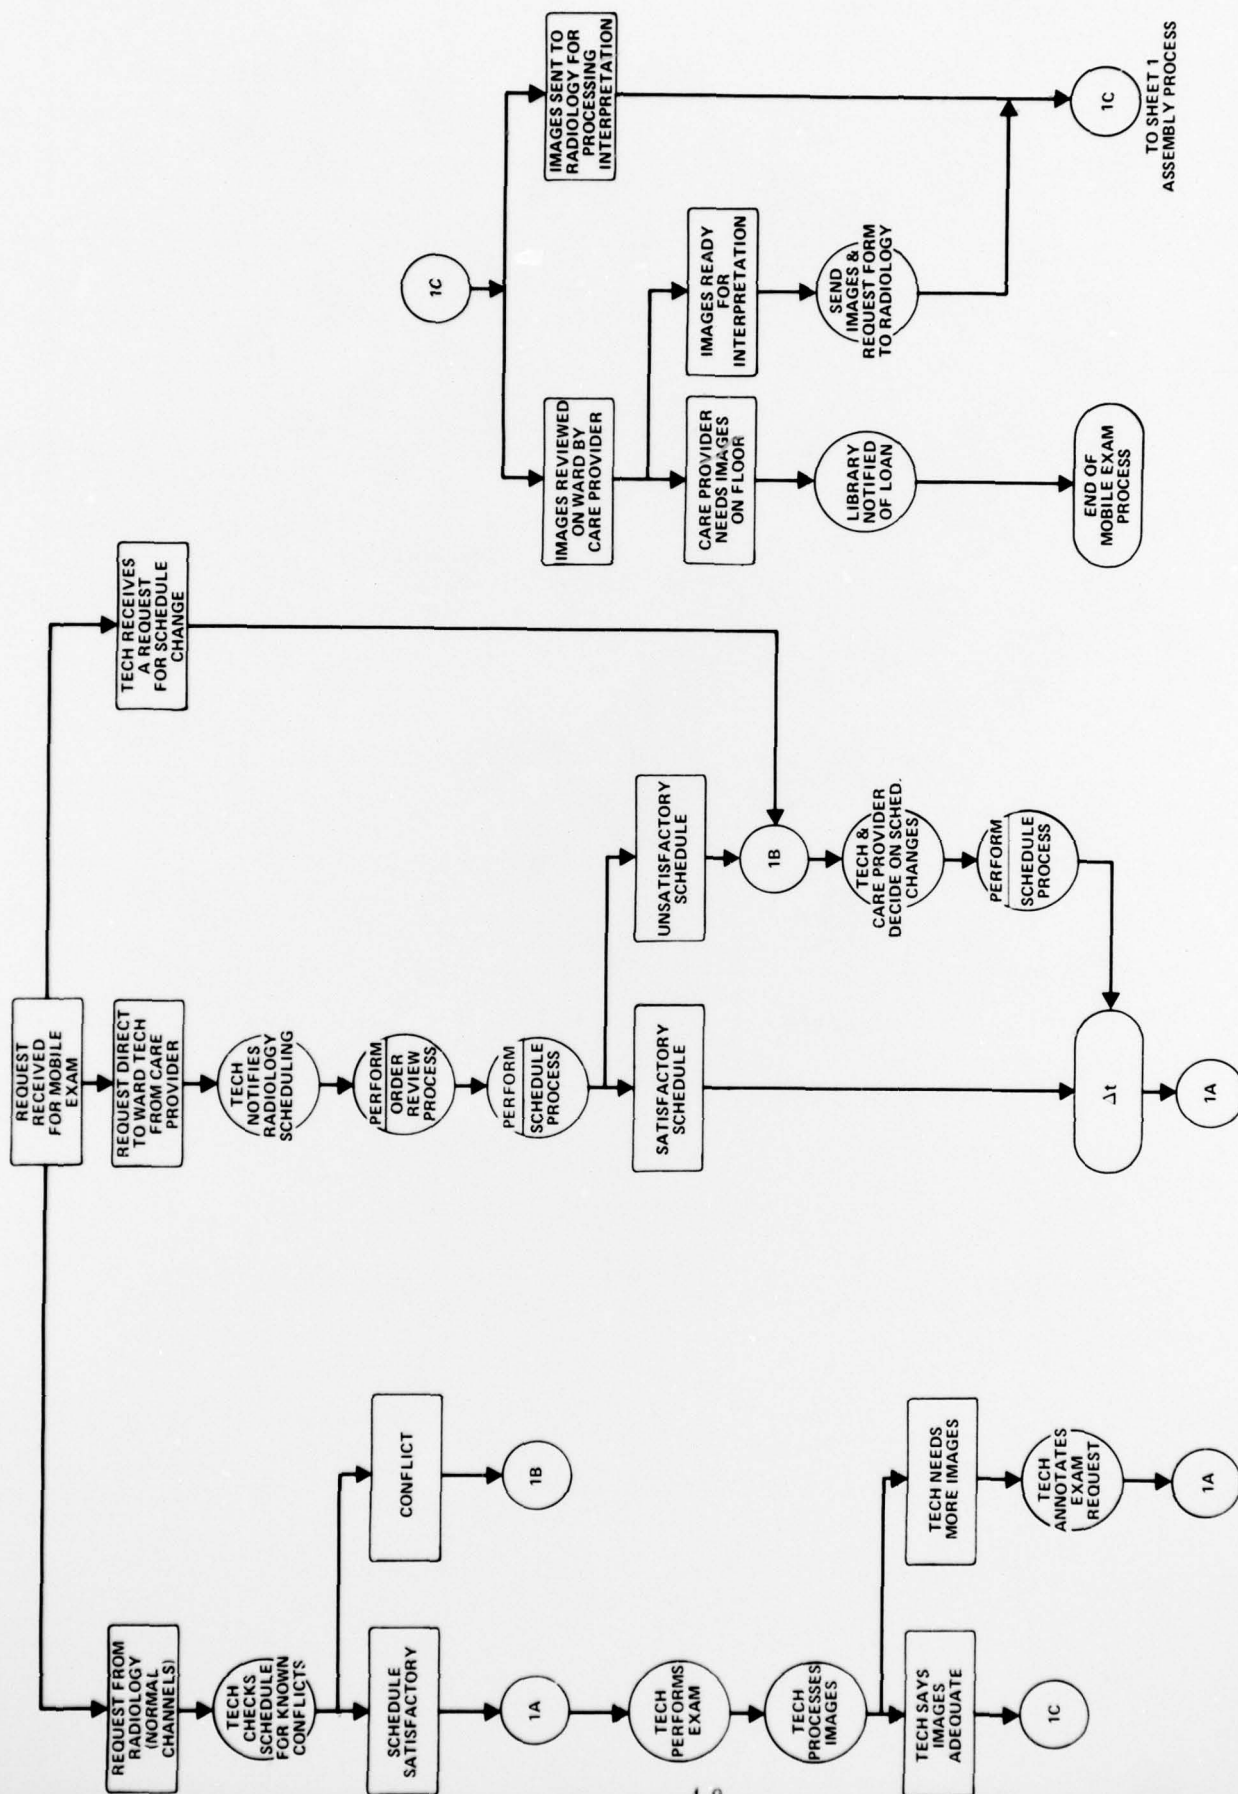 REQUEST
RECEIVED
FOR MOBILE
EXAM
REQUEST FROM
RADIOLOGY
(NORMAL
CHANNELS)
TECH
CHECKS
SCHEDULE
FOR KNOWN
CONFLICTS
SCHEDULE
SATISFACTORY
CONFLICT
1A
1B
TECH
PERFORMS
EXAM
TECH
PROCESSES
IMAGES
TECH SAYS
IMAGES
ADEQUATE
TECH NEEDS
MORE IMAGES
1C
TECH
ANNOTATES
EXAM
REQUEST
1A
REQUEST DIRECT
TO WARD TECH
FROM CARE
PROVIDER
TECH
NOTIFIES
RADIOLOGY
SCHEDULING
PERFORM
ORDER
REVIEW
PROCESS
PERFORM
SCHEDULE
PROCESS
SATISFACTORY
SCHEDULE
UNSATISFACTORY
SCHEDULE
1B
TECH &
CARE PROVIDER
DECIDE ON SCHED.
CHANGES
PERFORM
SCHEDULE
PROCESS
Δt
1A
TECH RECEIVES
A REQUEST
FOR SCHEDULE
CHANGE
1C
IMAGES REVIEWED
ON WARD BY
CARE PROVIDER
IMAGES SENT TO
RADIOLOGY FOR
PROCESSING
INTERPRETATION
CARE PROVIDER
NEEDS IMAGES
ON FLOOR
IMAGES READY
FOR
INTERPRETATION
LIBRARY
NOTIFIED
OF LOAN
SEND
IMAGES &
REQUEST FORM
TO RADIOLOGY
END OF
MOBILE EXAM
PROCESS
1C
TO SHEET 1
ASSEMBLY PROCESS